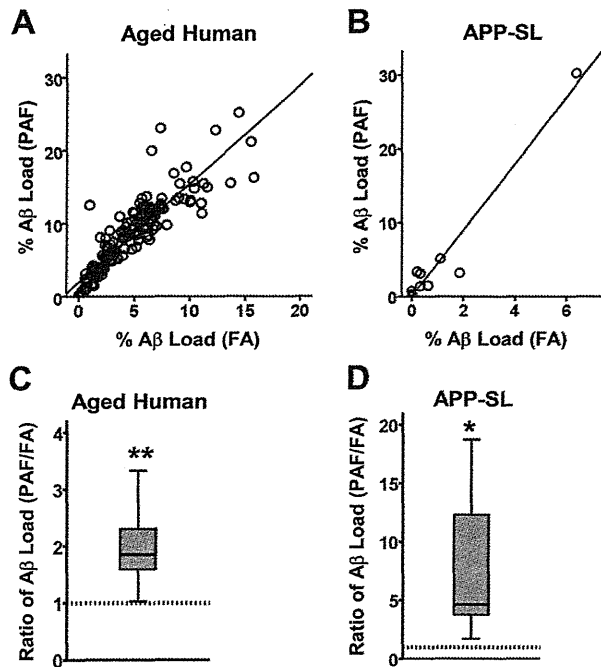 A
Aged Human
% Aβ Load (PAF)
30
20
10
0
0 5 10 15 20
% Aβ Load (FA)
B
APP-SL
% Aβ Load (PAF)
30
20
10
0
0 2 4 6
% Aβ Load (FA)
C
Aged Human
Ratio of Aβ Load (PAF/FA)
4
3
2
1
0
**
D
APP-SL
Ratio of Aβ Load (PAF/FA)
20
15
10
5
0
*